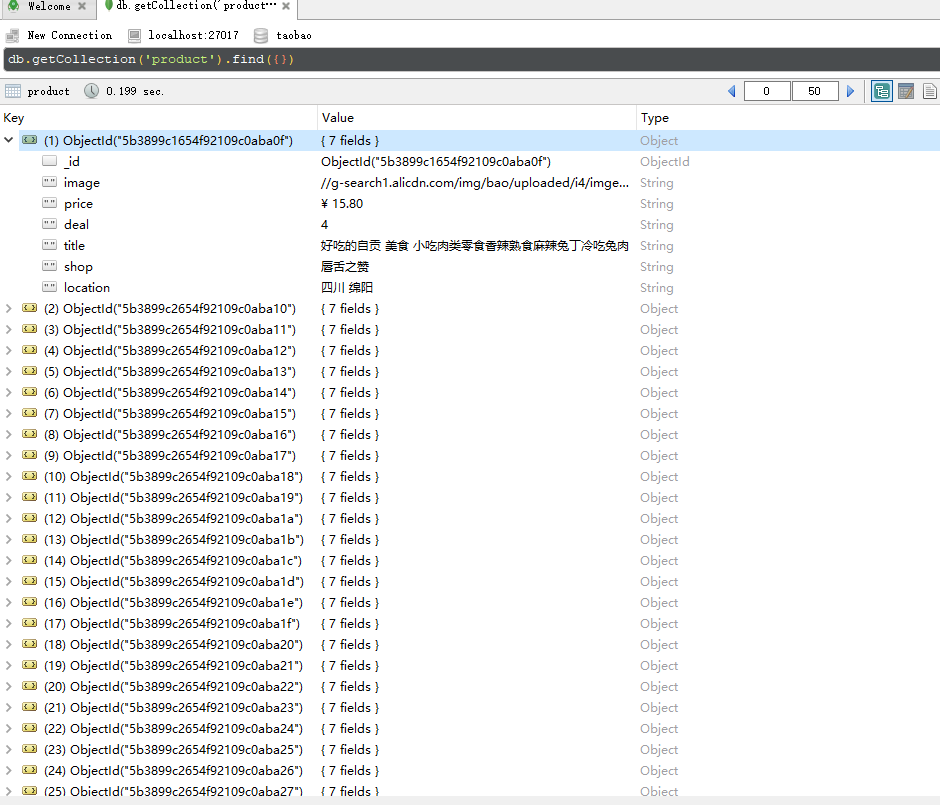 Welcome db.getCollection('product…
New Connection localhost:27017 taobao
db.getCollection('product').find({})
product 0.199 sec. 0 50
Key Value Type
(1) ObjectId("5b3899c1654f92109c0aba0f") { 7 fields } Object
_id ObjectId("5b3899c1654f92109c0aba0f") ObjectId
image //g-search1.alicdn.com/img/bao/uploaded/i4/imge... String
price ¥ 15.80 String
deal 4 String
title 好吃的自贡 美食 小吃肉类零食香辣熟食麻辣兔丁冷吃兔肉 String
shop 唇舌之赞 String
location 四川 绵阳 String
(2) ObjectId("5b3899c2654f92109c0aba10") { 7 fields } Object
(3) ObjectId("5b3899c2654f92109c0aba11") { 7 fields } Object
(4) ObjectId("5b3899c2654f92109c0aba12") { 7 fields } Object
(5) ObjectId("5b3899c2654f92109c0aba13") { 7 fields } Object
(6) ObjectId("5b3899c2654f92109c0aba14") { 7 fields } Object
(7) ObjectId("5b3899c2654f92109c0aba15") { 7 fields } Object
(8) ObjectId("5b3899c2654f92109c0aba16") { 7 fields } Object
(9) ObjectId("5b3899c2654f92109c0aba17") { 7 fields } Object
(10) ObjectId("5b3899c2654f92109c0aba18") { 7 fields } Object
(11) ObjectId("5b3899c2654f92109c0aba19") { 7 fields } Object
(12) ObjectId("5b3899c2654f92109c0aba1a") { 7 fields } Object
(13) ObjectId("5b3899c2654f92109c0aba1b") { 7 fields } Object
(14) ObjectId("5b3899c2654f92109c0aba1c") { 7 fields } Object
(15) ObjectId("5b3899c2654f92109c0aba1d") { 7 fields } Object
(16) ObjectId("5b3899c2654f92109c0aba1e") { 7 fields } Object
(17) ObjectId("5b3899c2654f92109c0aba1f") { 7 fields } Object
(18) ObjectId("5b3899c2654f92109c0aba20") { 7 fields } Object
(19) ObjectId("5b3899c2654f92109c0aba21") { 7 fields } Object
(20) ObjectId("5b3899c2654f92109c0aba22") { 7 fields } Object
(21) ObjectId("5b3899c2654f92109c0aba23") { 7 fields } Object
(22) ObjectId("5b3899c2654f92109c0aba24") { 7 fields } Object
(23) ObjectId("5b3899c2654f92109c0aba25") { 7 fields } Object
(24) ObjectId("5b3899c2654f92109c0aba26") { 7 fields } Object
(25) ObjectId("5b3899c2654f92109c0aba27") { 7 fields } Object